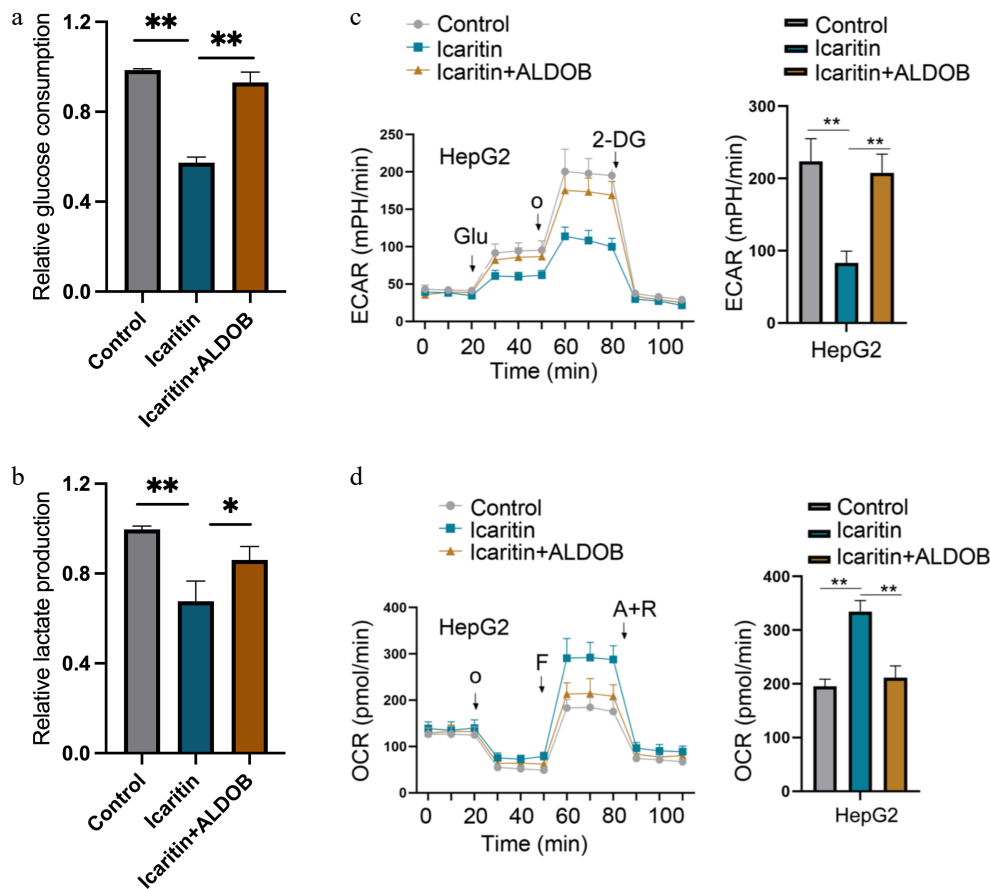 a
Relative glucose consumption
1.2
0.8
0.4
0.0
**
**
Control
Icaritin
Icaritin+ALDOB
c
Control
Icaritin
Icaritin+ALDOB
HepG2
ECAR (mPH/min)
250
200
150
100
50
0
Glu
O
2-DG
0 20 40 60 80 100
Time (min)
Control
Icaritin
Icaritin+ALDOB
ECAR (mPH/min)
300
200
100
0
**
**
HepG2
b
Relative lactate production
1.2
0.8
0.4
0.0
**
*
Control
Icaritin
Icaritin+ALDOB
d
Control
Icaritin
Icaritin+ALDOB
HepG2
OCR (pmol/min)
400
300
200
100
0
O
F
A+R
0 20 40 60 80 100
Time (min)
Control
Icaritin
Icaritin+ALDOB
OCR (pmol/min)
400
300
200
100
0
**
**
HepG2